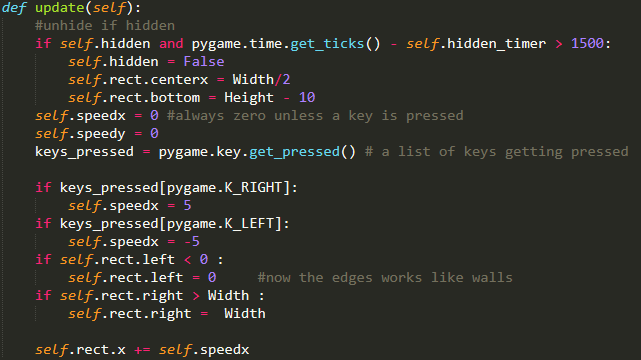 def update(self):
    #unhide if hidden
    if self.hidden and pygame.time.get_ticks() - self.hidden_timer > 1500:
        self.hidden = False
        self.rect.centerx = Width/2
        self.rect.bottom = Height - 10
    self.speedx = 0 #always zero unless a key is pressed
    self.speedy = 0
    keys_pressed = pygame.key.get_pressed() # a list of keys getting pressed

    if keys_pressed[pygame.K_RIGHT]:
        self.speedx = 5
    if keys_pressed[pygame.K_LEFT]:
        self.speedx = -5
    if self.rect.left < 0 :
        self.rect.left = 0     #now the edges works like walls
    if self.rect.right > Width :
        self.rect.right =  Width

    self.rect.x += self.speedx